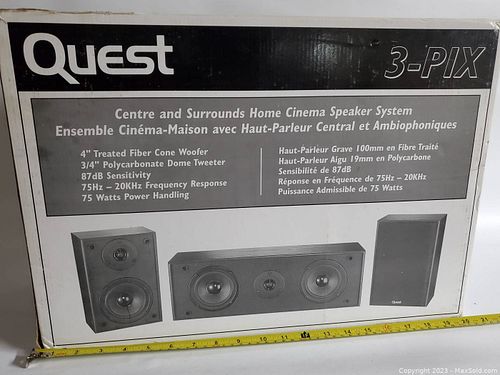 Quest
3-PIX
Centre and Surrounds Home Cinema Speaker System
Ensemble Cinéma-Maison avec Haut-Parleur Central et Ambiophoniques
4" Treated Fiber Cone Woofer
3/4" Polycarbonate Dome Tweeter
87dB Sensitivity
75Hz – 20KHz Frequency Response
75 Watts Power Handling
Haut-Parleur Grave 100mm en Fibre Traité
Haut-Parleur Aigu 19mm en Polycarbone
Sensibilité de 87dB
Réponse en Fréquence de 75Hz – 20KHz
Puissance Admissible de 75 Watts
Quest
Copyright 2023 - MaxSold.com